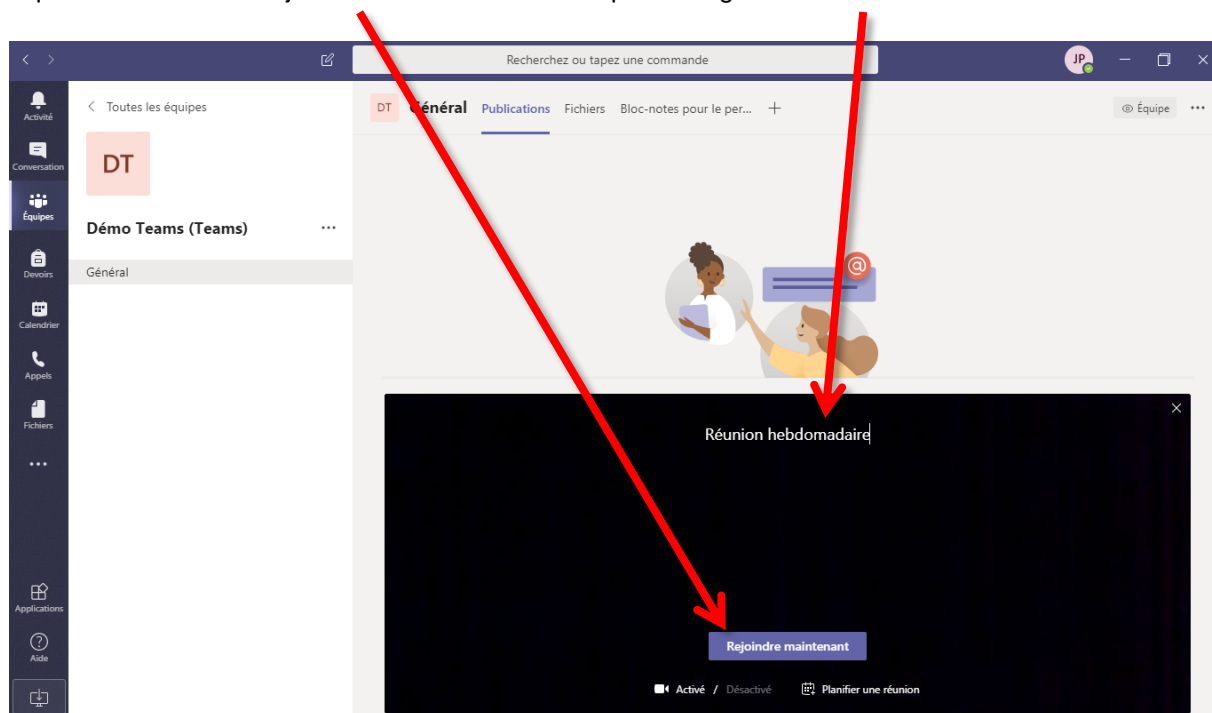 Recherchez ou tapez une commande
JP
Activité
Conversation
Équipes
Devoirs
Calendrier
Appels
Fichiers
Applications
Aide
Toutes les équipes
DT
Démo Teams (Teams)
Général
DT Général Publications Fichiers Bloc-notes pour le per... +
Équipe
@
Réunion hebdomadaire
Rejoindre maintenant
Activé / Désactivé Planifier une réunion